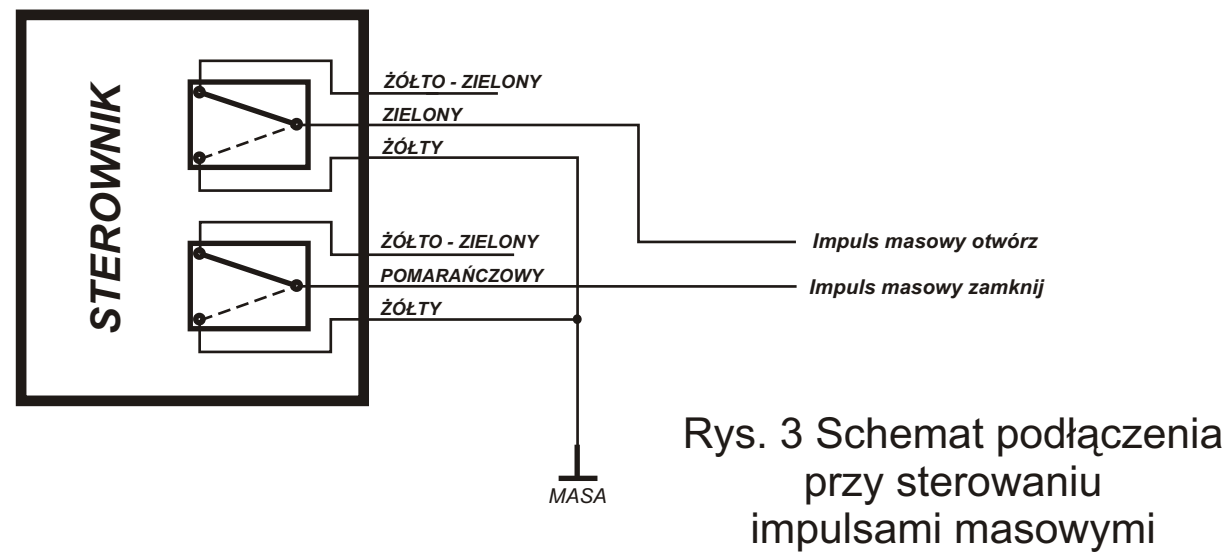 STEROWNIK
ŻÓŁTO - ZIELONY
ZIELONY
ŻÓŁTY
ŻÓŁTO - ZIELONY
POMARAŃCZOWY
ŻÓŁTY
Impuls masowy otwórz
Impuls masowy zamknij
MASA
Rys. 3 Schemat podłączenia
przy sterowaniu
impulsami masowymi